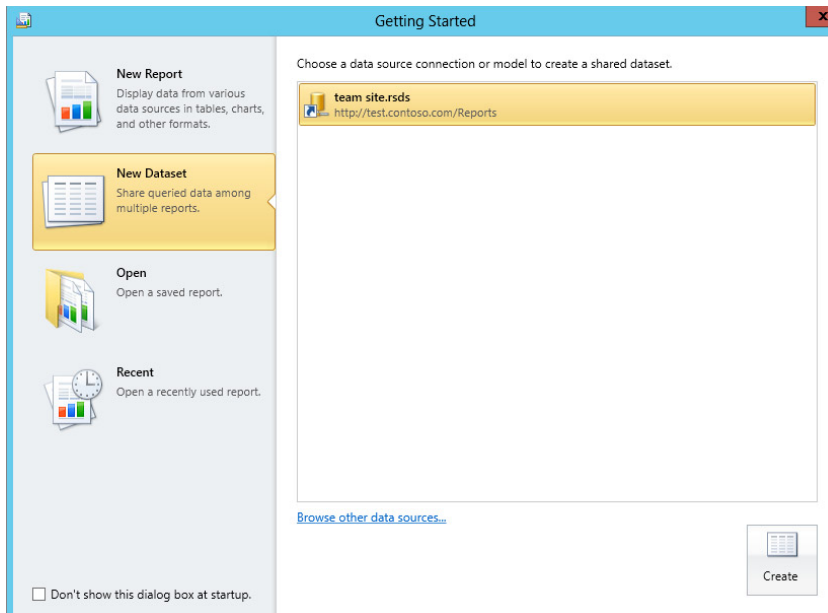 Getting Started
x
New Report
Display data from various
data sources in tables, charts,
and other formats.
New Dataset
Share queried data among
multiple reports.
Open
Open a saved report.
Recent
Open a recently used report.
Don't show this dialog box at startup.
Choose a data source connection or model to create a shared dataset.
team site.rsds
http://test.contoso.com/Reports
Browse other data sources...
Create